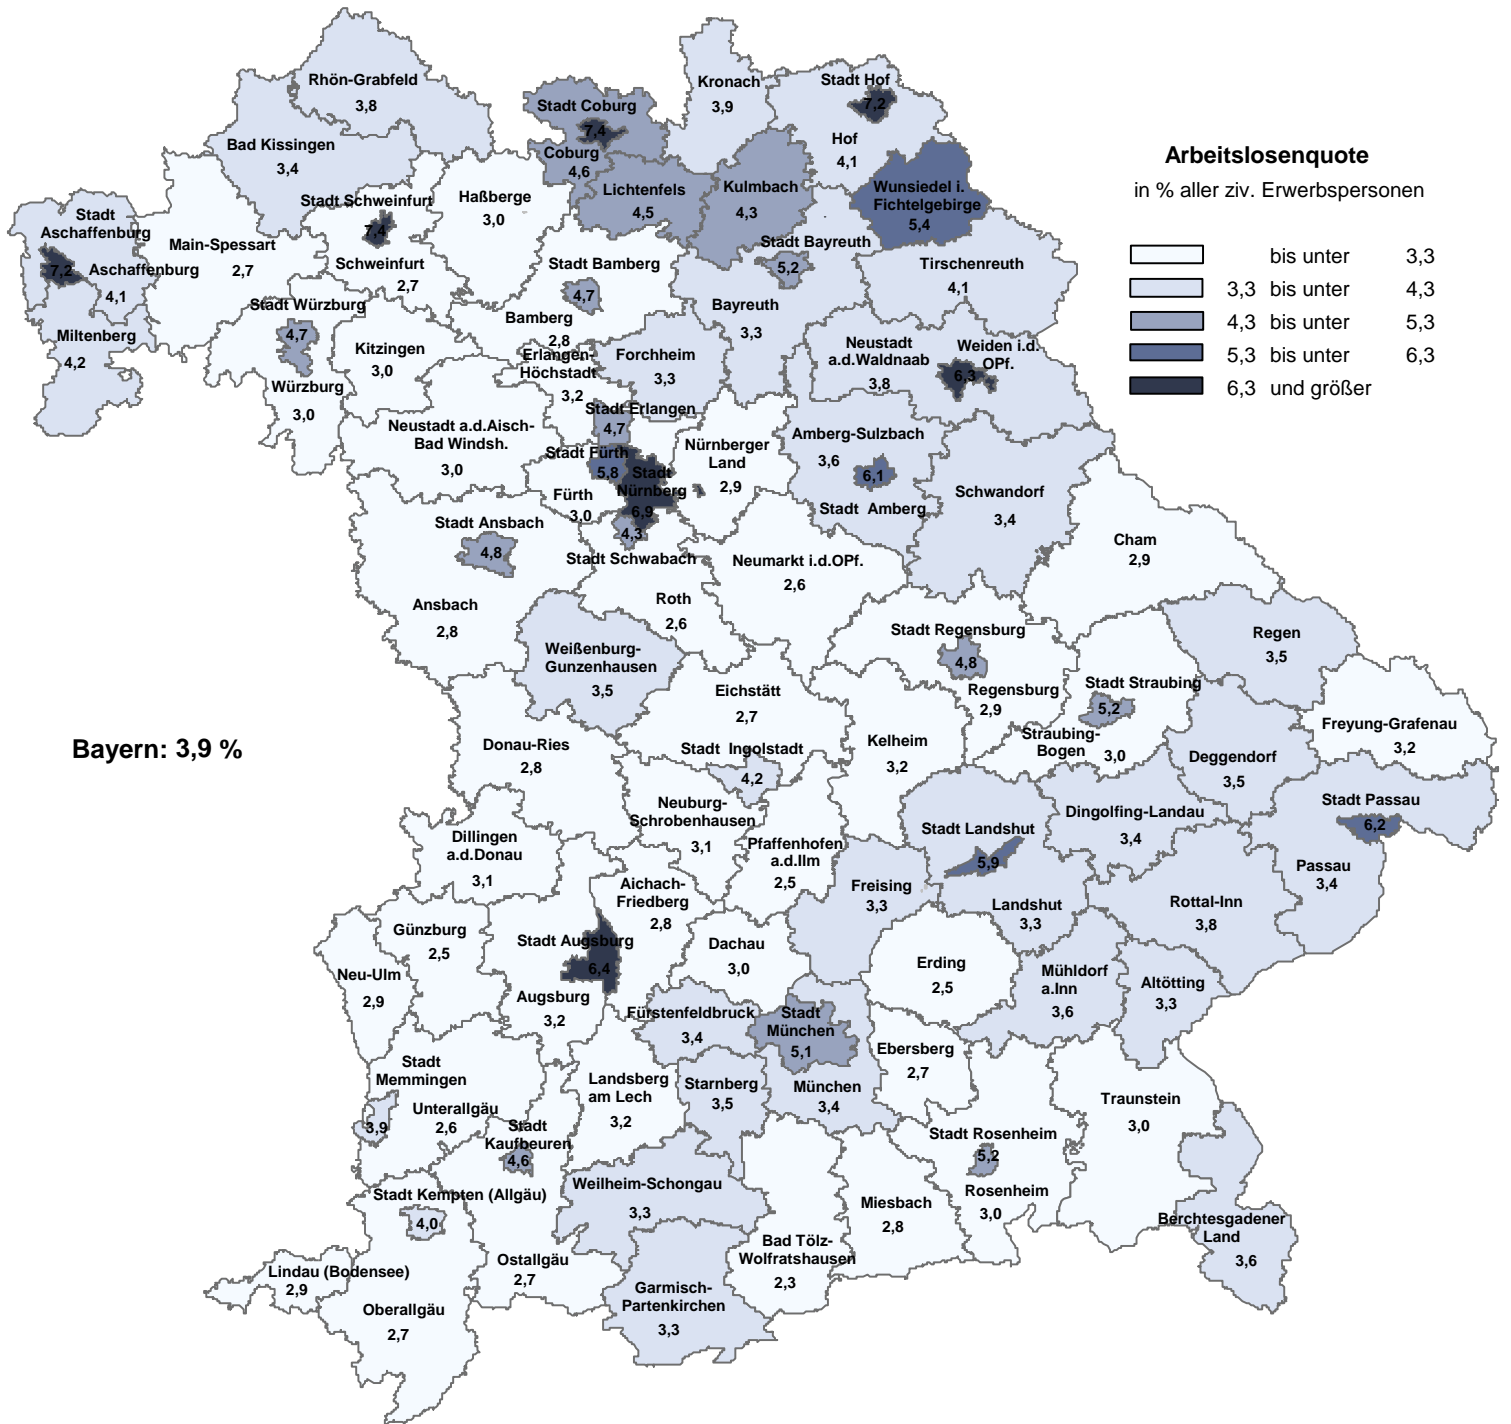 Rhön-Grabfeld
3,8
Bad Kissingen
3,4
Stadt Coburg
7,4
Coburg
4,6
Kronach
3,9
Stadt Hof
7,2
Hof
4,1
Lichtenfels
4,5
Kulmbach
4,3
Wunsiedel i.
Fichtelgebirge
5,4
Arbeitslosenquote
in % aller ziv. Erwerbspersonen
bis unter 3,3
3,3 bis unter 4,3
4,3 bis unter 5,3
5,3 bis unter 6,3
6,3 und größer
Stadt
Aschaffenburg
7,2
Aschaffenburg
4,1
Miltenberg
4,2
Main-Spessart
2,7
Stadt Schweinfurt
7,4
Schweinfurt
2,7
Haßberge
3,0
Stadt Bamberg
4,7
Bamberg
2,8
Stadt Bayreuth
5,2
Bayreuth
3,3
Tirschenreuth
4,1
Stadt Würzburg
4,7
Würzburg
3,0
Kitzingen
3,0
Erlangen-
Höchstadt
3,2
Forchheim
3,3
Neustadt
a.d.Waldnaab
3,8
Weiden i.d.
OPf.
6,3
Neustadt a.d.Aisch-
Bad Windsh.
3,0
Stadt Erlangen
4,7
Stadt Fürth
5,8
Stadt
Nürnberg
6,9
Fürth
3,0
4,3
Stadt Schwabach
Nürnberger
Land
2,9
Amberg-Sulzbach
3,6
6,1
Stadt Amberg
Schwandorf
3,4
Cham
2,9
Stadt Ansbach
4,8
Ansbach
2,8
Roth
2,6
Neumarkt i.d.OPf.
2,6
Weißenburg-
Gunzenhausen
3,5
Stadt Regensburg
4,8
Regensburg
2,9
Regen
3,5
Stadt Straubing
5,2
Straubing-
Bogen
3,0
Freyung-Grafenau
3,2
Bayern: 3,9 %
Donau-Ries
2,8
Eichstätt
2,7
Stadt Ingolstadt
4,2
Kelheim
3,2
Deggendorf
3,5
Neuburg-
Schrobenhausen
3,1
Pfaffenhofen
a.d.Ilm
2,5
Stadt Landshut
5,9
Landshut
3,3
Dingolfing-Landau
3,4
Stadt Passau
6,2
Passau
3,4
Dillingen
a.d.Donau
3,1
Aichach-
Friedberg
2,8
Freising
3,3
Rottal-Inn
3,8
Günzburg
2,5
Stadt Augsburg
6,4
Augsburg
3,2
Dachau
3,0
Erding
2,5
Mühldorf
a.Inn
3,6
Altötting
3,3
Neu-Ulm
2,9
Fürstenfeldbruck
3,4
Stadt
München
5,1
München
3,4
Ebersberg
2,7
Stadt
Memmingen
3,9
Unterallgäu
2,6
Landsberg
am Lech
3,2
Starnberg
3,5
Traunstein
3,0
Stadt
Kaufbeuren
4,6
Stadt Rosenheim
5,2
Rosenheim
3,0
Stadt Kempten (Allgäu)
4,0
Weilheim-Schongau
3,3
Miesbach
2,8
Berchtesgadener
Land
3,6
Bad Tölz-
Wolfratshausen
2,3
Ostallgäu
2,7
Lindau (Bodensee)
2,9
Oberallgäu
2,7
Garmisch-
Partenkirchen
3,3